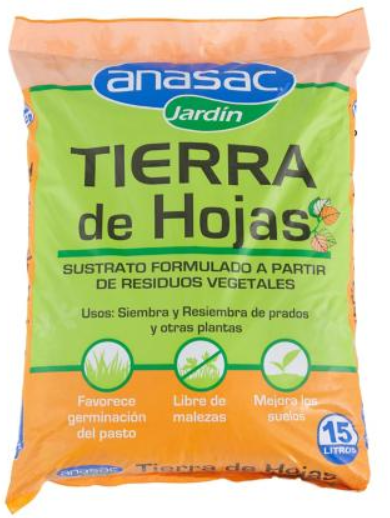 anasac
Jardín
TIERRA
de Hojas
SUSTRATO FORMULADO A PARTIR
DE RESIDUOS VEGETALES
Usos: Siembra y Resiembra de prados
y otras plantas
Favorece
germinación
del pasto
Libre de
malezas
Mejora los
suelos
15
LITROS
anasac Tierra de Hojas